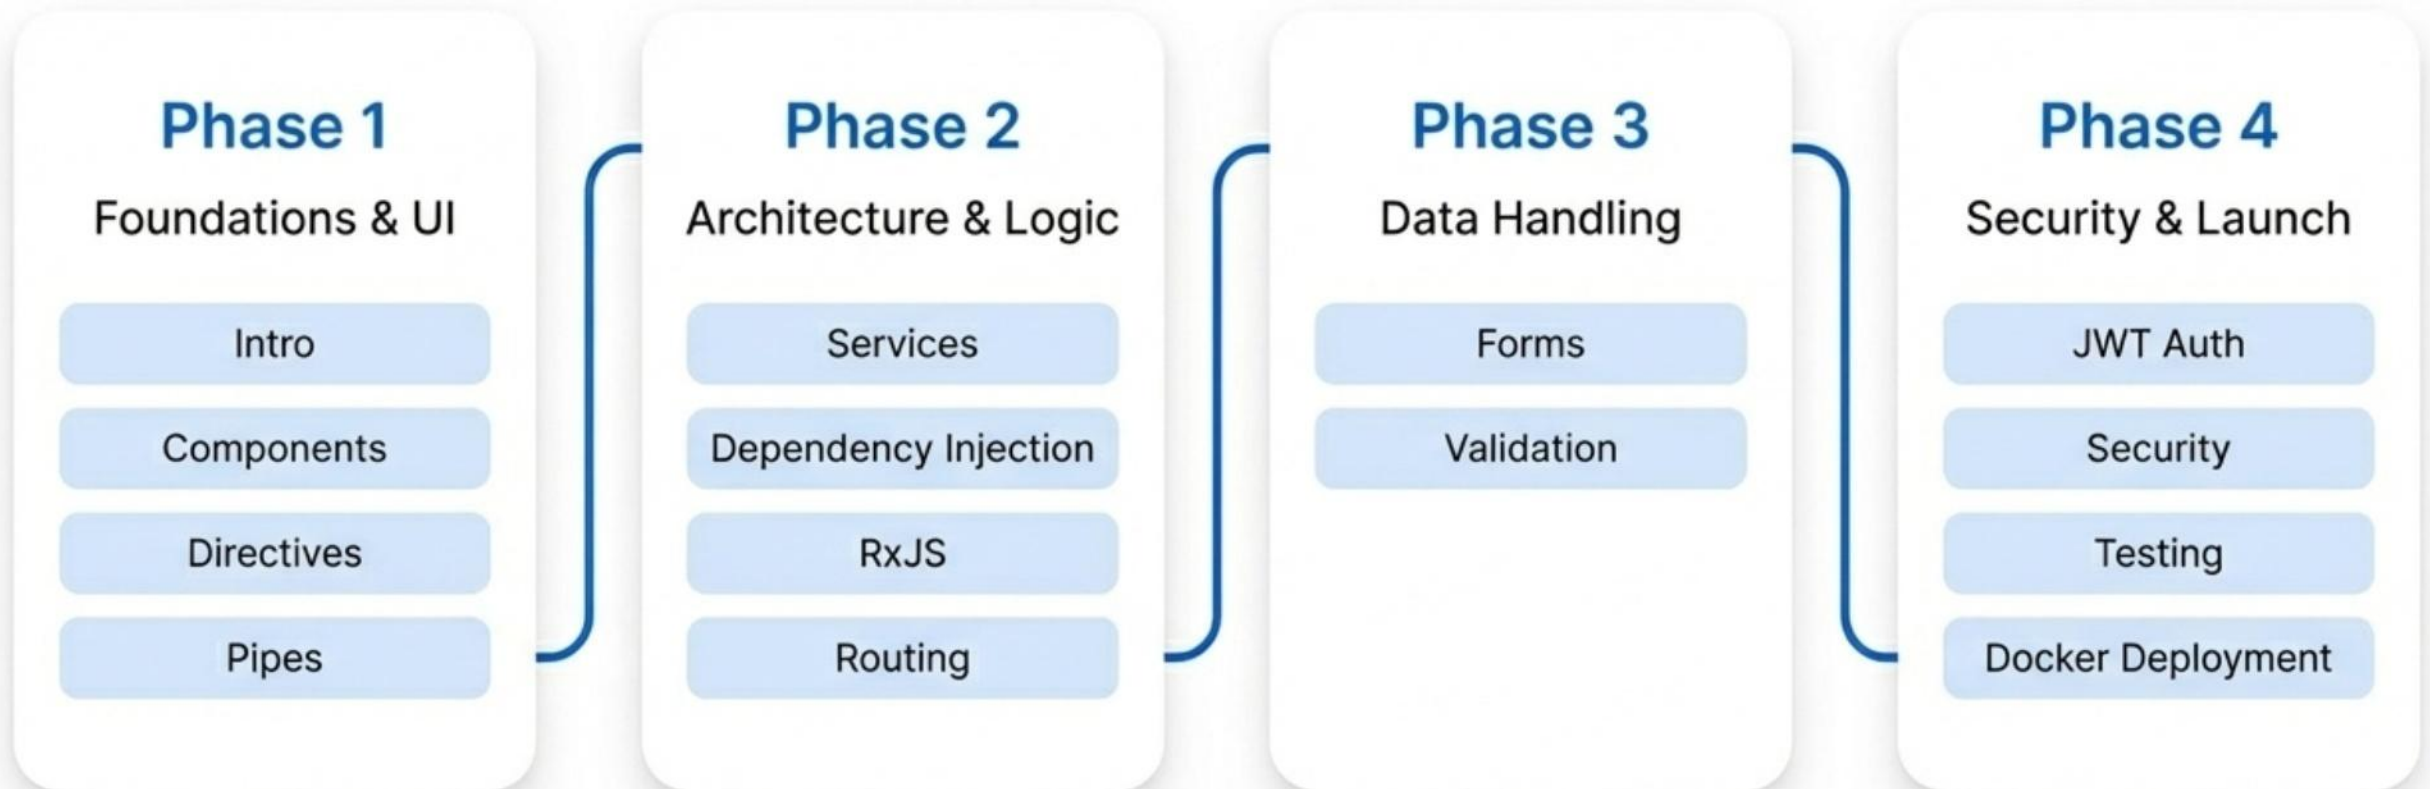 Phase 1
Foundations & UI
Intro
Components
Directives
Pipes
Phase 2
Architecture & Logic
Services
Dependency Injection
RxJS
Routing
Phase 3
Data Handling
Forms
Validation
Phase 4
Security & Launch
JWT Auth
Security
Testing
Docker Deployment